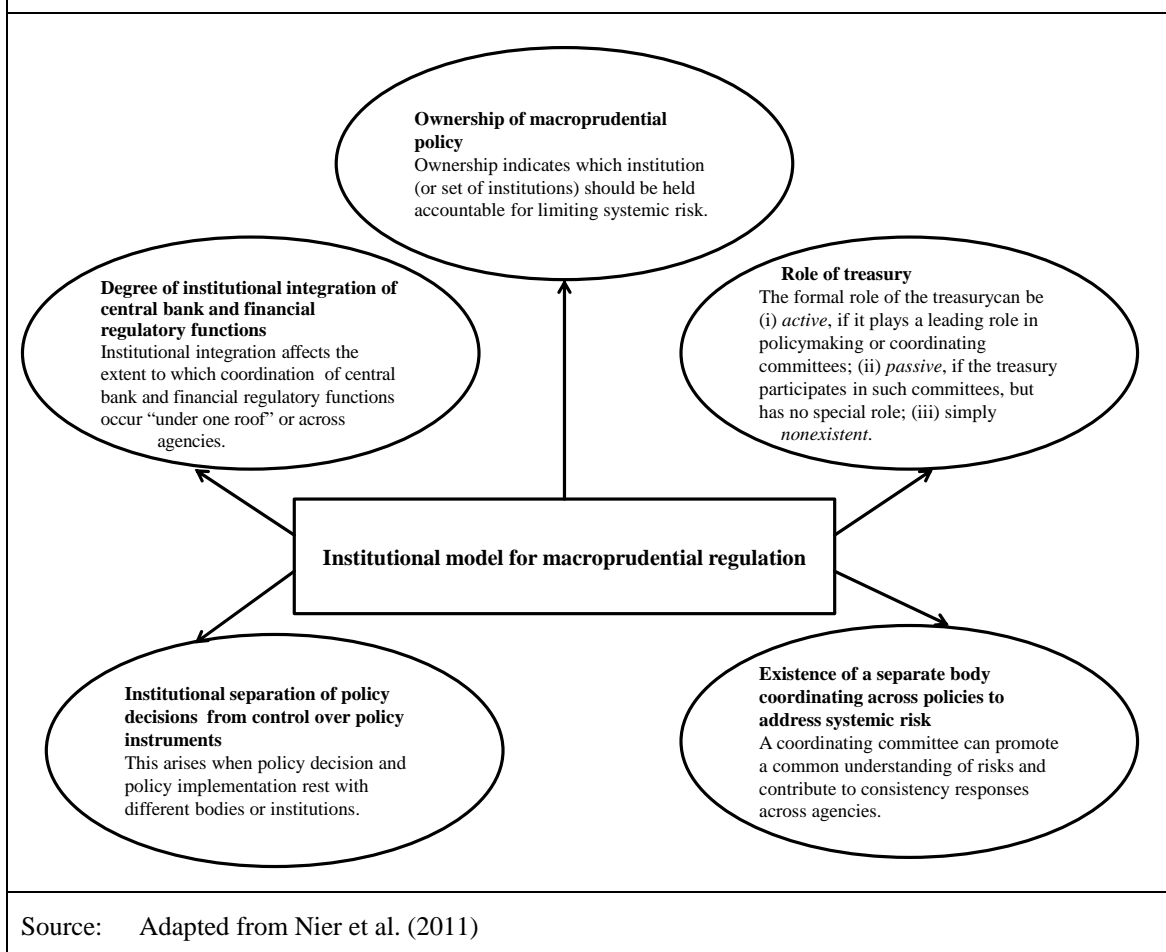 Ownership of macroprudential
policy
Ownership indicates which institution
(or set of institutions) should be held
accountable for limiting systemic risk.
Degree of institutional integration of
central bank and financial
regulatory functions
Institutional integration affects the
extent to which coordination of central
bank and financial regulatory functions
occur “under one roof” or across
agencies.
Role of treasury
The formal role of the treasurycan be
(i) active, if it plays a leading role in
policymaking or coordinating
committees; (ii) passive, if the treasury
participates in such committees, but
has no special role; (iii) simply
nonexistent.
Institutional model for macroprudential regulation
Institutional separation of policy
decisions from control over policy
instruments
This arises when policy decision and
policy implementation rest with
different bodies or institutions.
Existence of a separate body
coordinating across policies to
address systemic risk
A coordinating committee can promote
a common understanding of risks and
contribute to consistency responses
across agencies.
Source: Adapted from Nier et al. (2011)